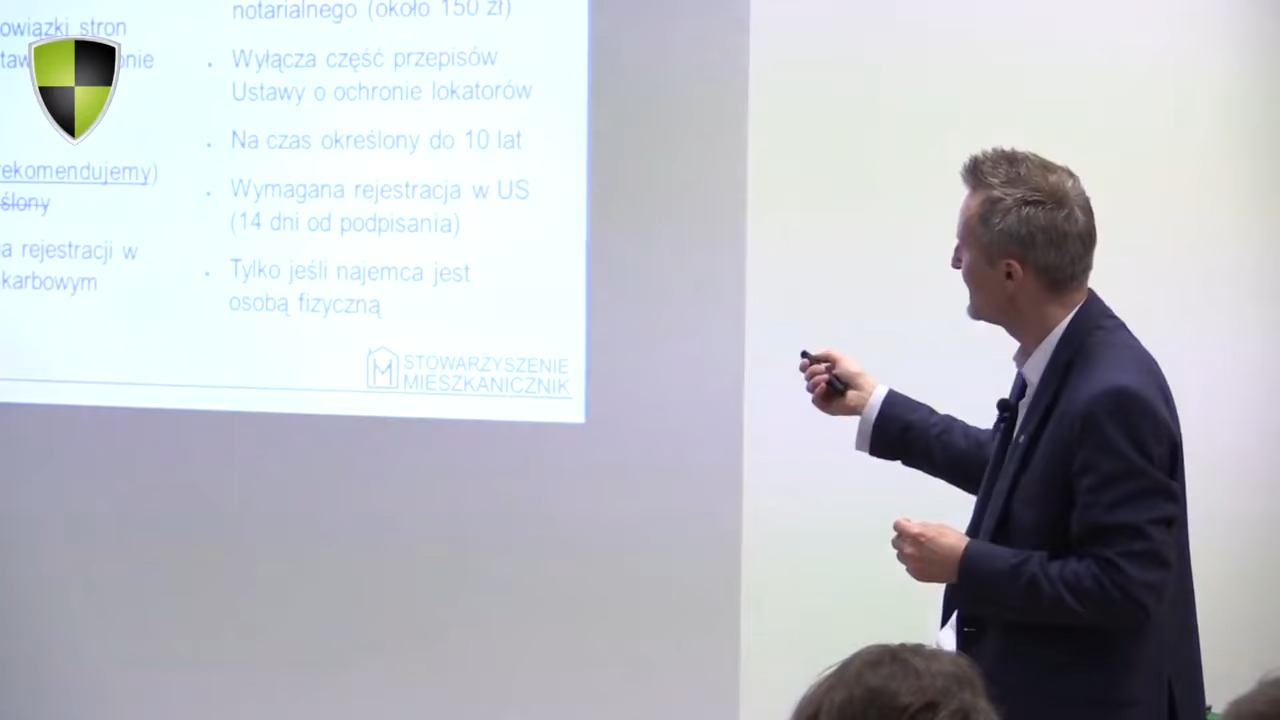 owiązki stron
taw
onie
rekomendujemy)
ślony
a rejestracji w
karbowym
notarialnego (około 150 zł)
Wyłącza część przepisów
Ustawy o ochronie lokatorów
Na czas określony do 10 lat
Wymagana rejestracja w US
(14 dni od podpisania)
Tylko jeśli najemca jest
osobą fizyczną
STOWARZYSZENIE
MIESZKANICZNIK